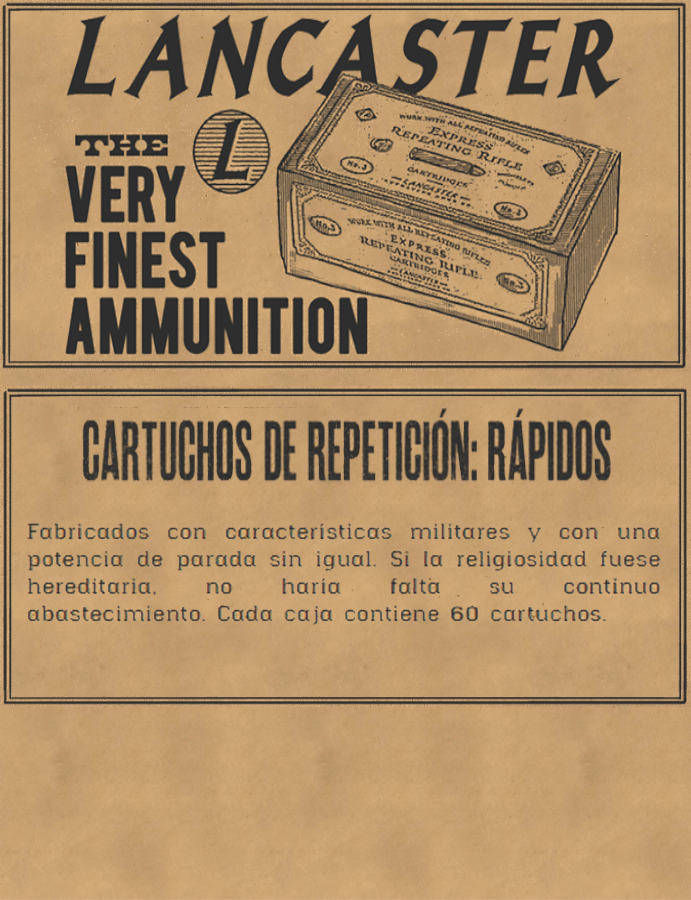 LANCASTER
THE
L
VERY
FINEST
AMMUNITION
WORK WITH ALL REPEATING RIFLES
EXPRESS
REPEATING RIFLE
CARTRIDGES
LANCASTER
No.3
No.3
WORK WITH ALL REPEATING RIFLES
No.3
EXPRESS
REPEATING RIFLE
CARTRIDGES
LANCASTER
No.3
CARTUCHOS DE REPETICIÓN: RÁPIDOS
Fabricados con características militares y con una
potencia de parada sin igual. Si la religiosidad fuese
hereditaria, no haría falta su continuo
abastecimiento. Cada caja contiene 60 cartuchos.